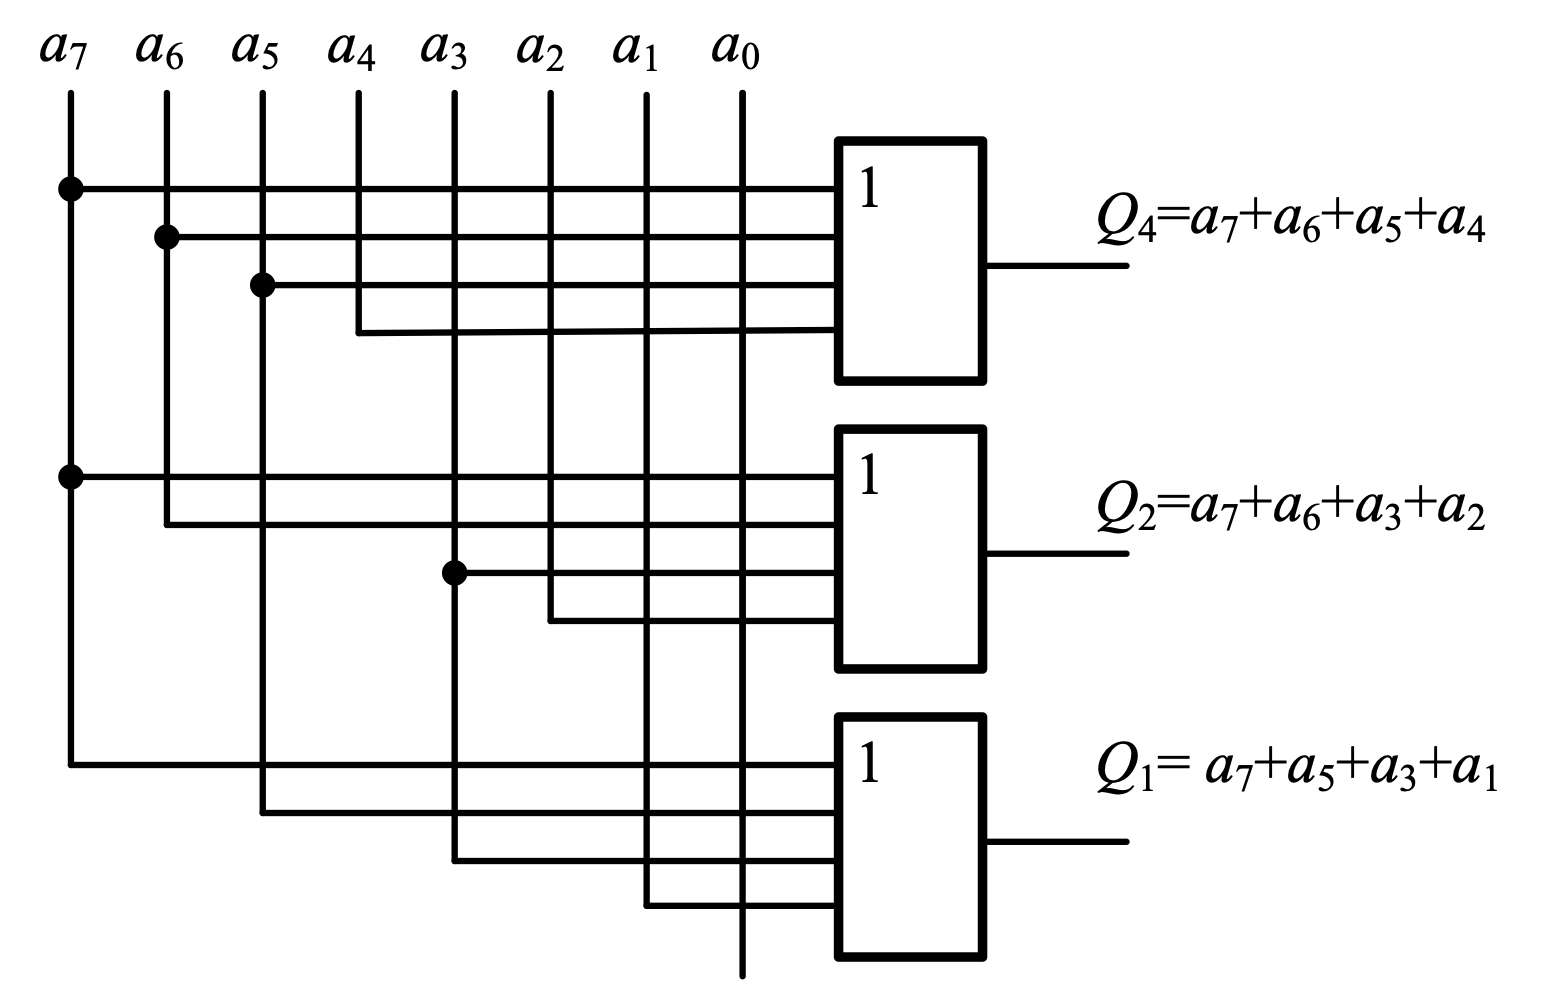 a₇ a₆ a₅ a₄ a₃ a₂ a₁ a₀
1
Q₄=a₇+a₆+a₅+a₄
1
Q₂=a₇+a₆+a₃+a₂
1
Q₁= a₇+a₅+a₃+a₁